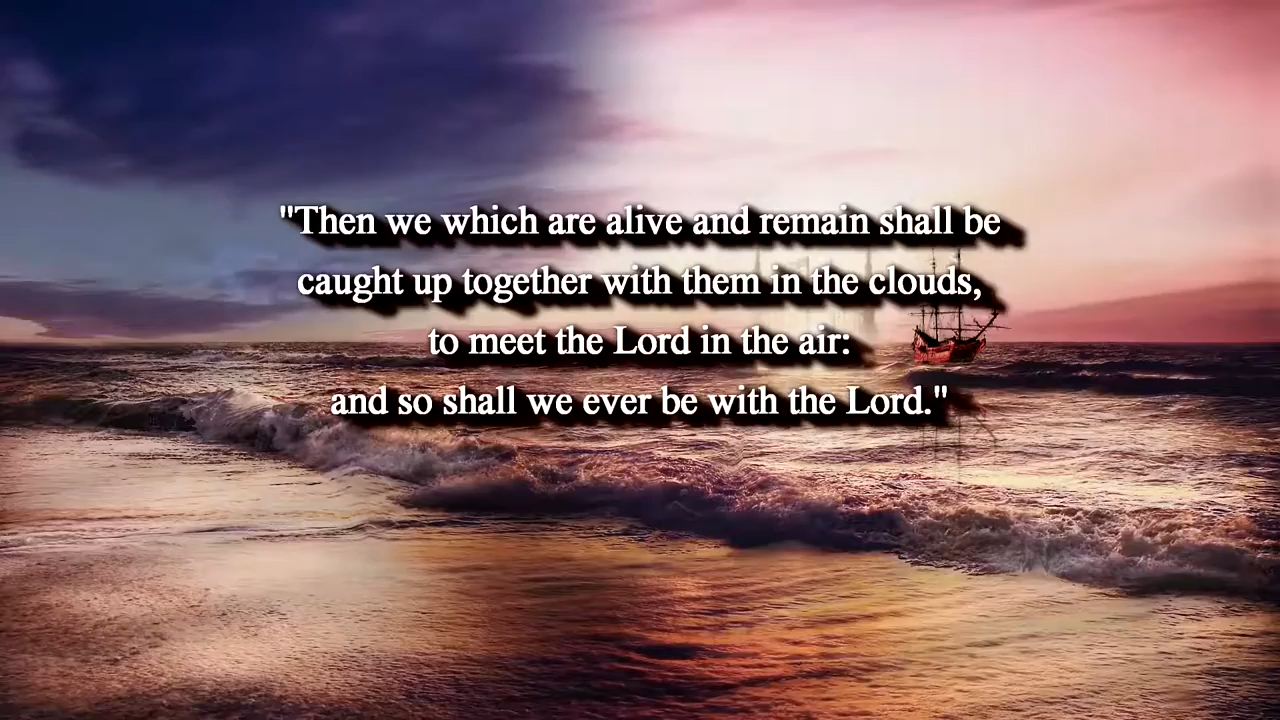 "Then we which are alive and remain shall be
caught up together with them in the clouds,
to meet the Lord in the air:
and so shall we ever be with the Lord."